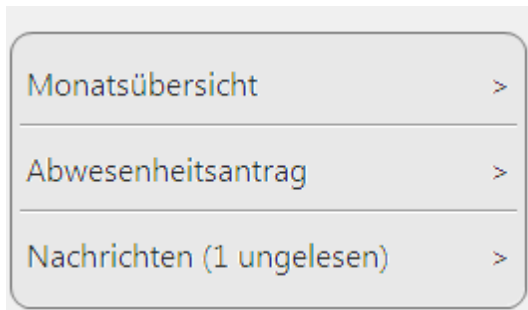 Monatsübersicht >
Abwesenheitsantrag >
Nachrichten (1 ungelesen) >